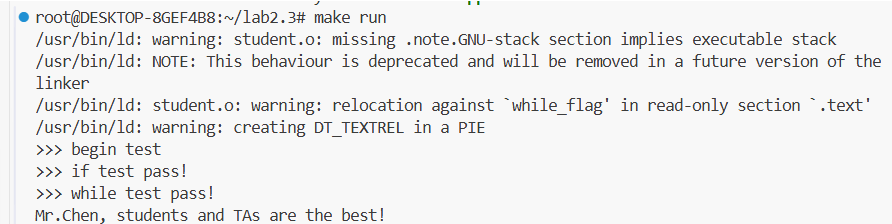 root@DESKTOP-8GEF4B8:~/lab2.3# make run
/usr/bin/ld: warning: student.o: missing .note.GNU-stack section implies executable stack
/usr/bin/ld: NOTE: This behaviour is deprecated and will be removed in a future version of the
linker
/usr/bin/ld: student.o: warning: relocation against `while_flag' in read-only section `.text'
/usr/bin/ld: warning: creating DT_TEXTREL in a PIE
>>> begin test
>>> if test pass!
>>> while test pass!
Mr.Chen, students and TAs are the best!